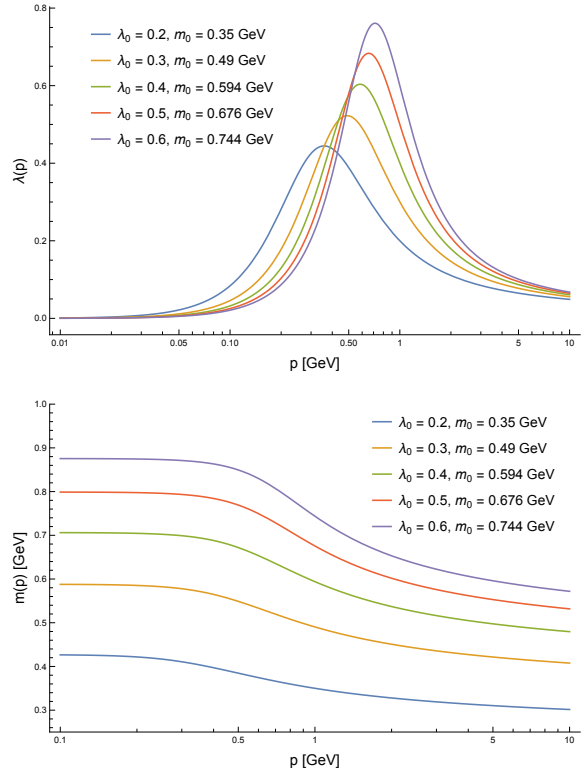 0.8
0.6
0.4
0.2
0.0
λ(p)
λ₀ = 0.2, m₀ = 0.35 GeV
λ₀ = 0.3, m₀ = 0.49 GeV
λ₀ = 0.4, m₀ = 0.594 GeV
λ₀ = 0.5, m₀ = 0.676 GeV
λ₀ = 0.6, m₀ = 0.744 GeV
0.01 0.05 0.10 0.50 1 5 10
p [GeV]
1.0
0.9
0.8
0.7
0.6
0.5
0.4
0.3
m(p) [GeV]
λ₀ = 0.2, m₀ = 0.35 GeV
λ₀ = 0.3, m₀ = 0.49 GeV
λ₀ = 0.4, m₀ = 0.594 GeV
λ₀ = 0.5, m₀ = 0.676 GeV
λ₀ = 0.6, m₀ = 0.744 GeV
0.1 0.5 1 5 10
p [GeV]